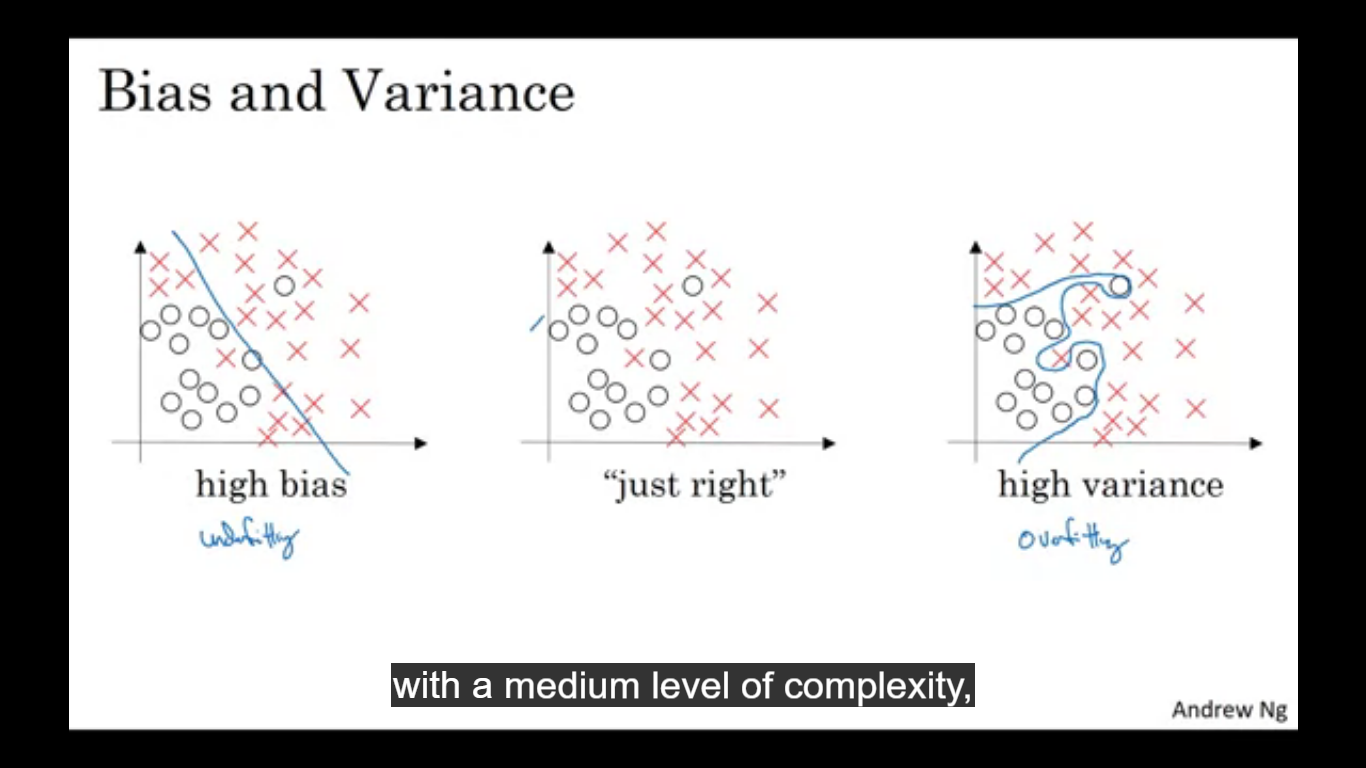 Bias and Variance
high bias
“just right”
high variance
underfitting
overfitting
with a medium level of complexity,
Andrew Ng